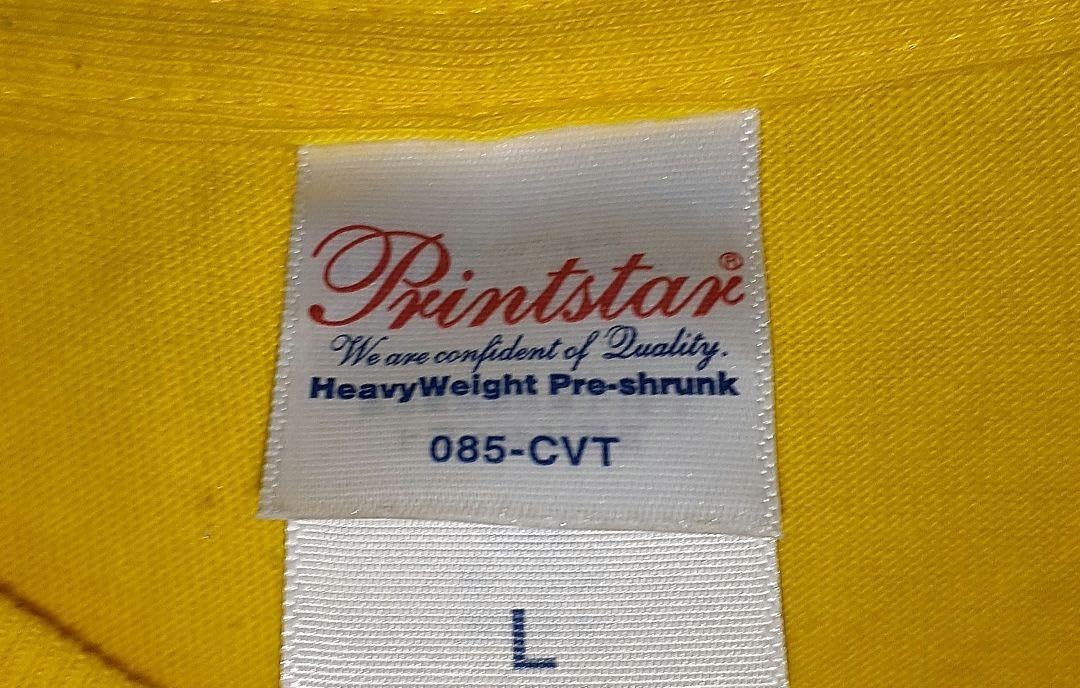 Printstar®
We are confident of Quality.
HeavyWeight Pre-shrunk
085-CVT
L